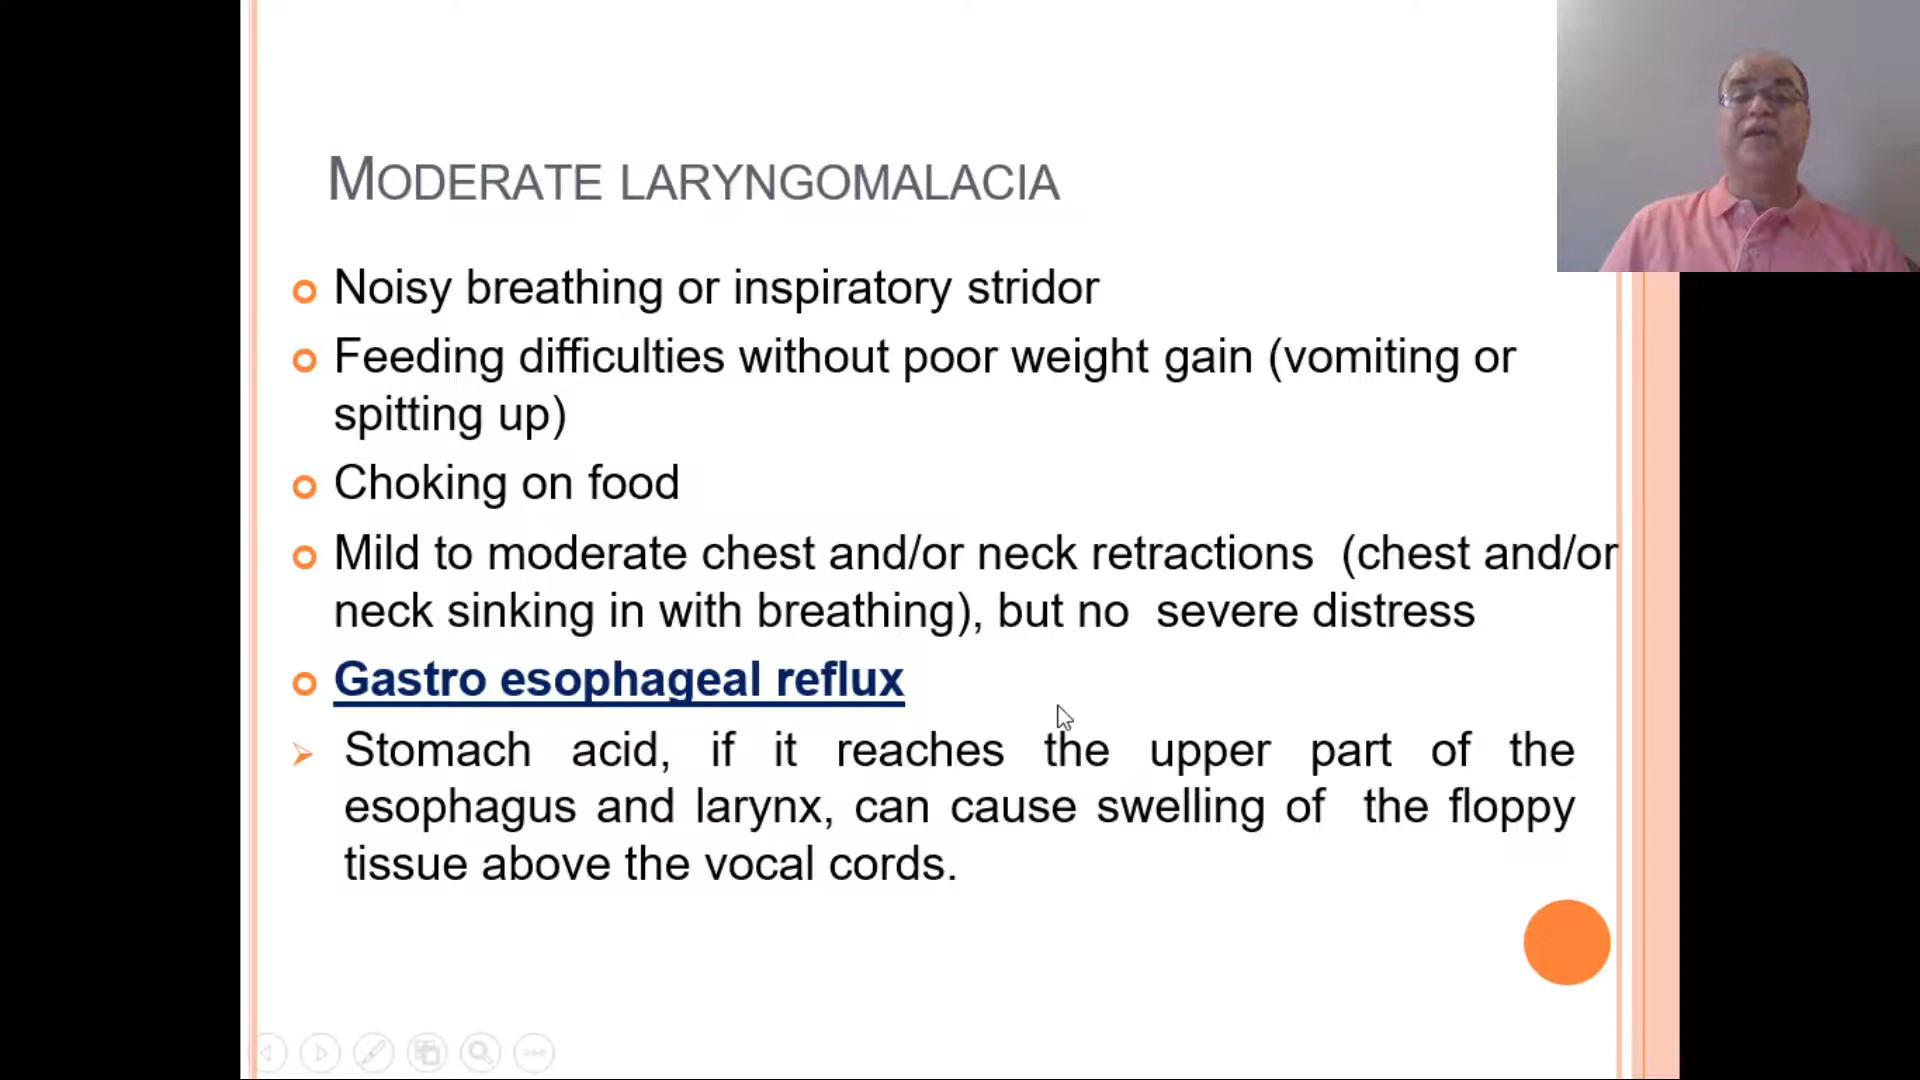 MODERATE LARYNGOMALACIA
Noisy breathing or inspiratory stridor
Feeding difficulties without poor weight gain (vomiting or
spitting up)
Choking on food
Mild to moderate chest and/or neck retractions (chest and/or
neck sinking in with breathing), but no severe distress
Gastro esophageal reflux
Stomach acid, if it reaches the upper part of the
esophagus and larynx, can cause swelling of the floppy
tissue above the vocal cords.